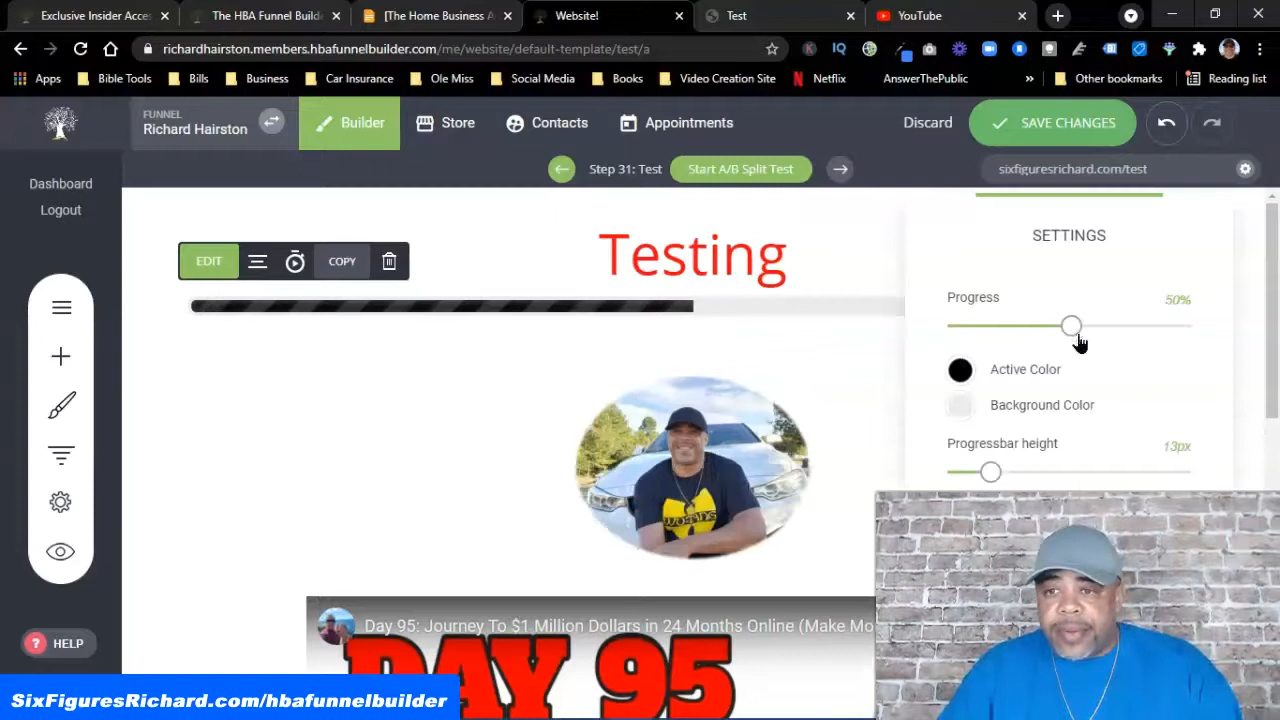 Exclusive Insider Acces
The HBA Funnel Build
[The Home Business A
Website!
Test
YouTube
richardhairston.members.hbafunnelbuilder.com/me/website/default-template/test/a
Apps
Bible Tools
Bills
Business
Car Insurance
Ole Miss
Social Media
Books
Video Creation Site
Netflix
AnswerThePublic
»
Other bookmarks
Reading list
FUNNEL
Richard Hairston
Builder
Store
Contacts
Appointments
Discard
SAVE CHANGES
Step 31: Test
Start A/B Split Test
sixfiguresrichard.com/test
Dashboard
Logout
HELP
EDIT
COPY
Testing
SETTINGS
Progress
50%
Active Color
Background Color
Progressbar height
13px
Day 95: Journey To $1 Million Dollars in 24 Months Online (Make Mo
DAY 95
SixFiguresRichard.com/hbafunnelbuilder